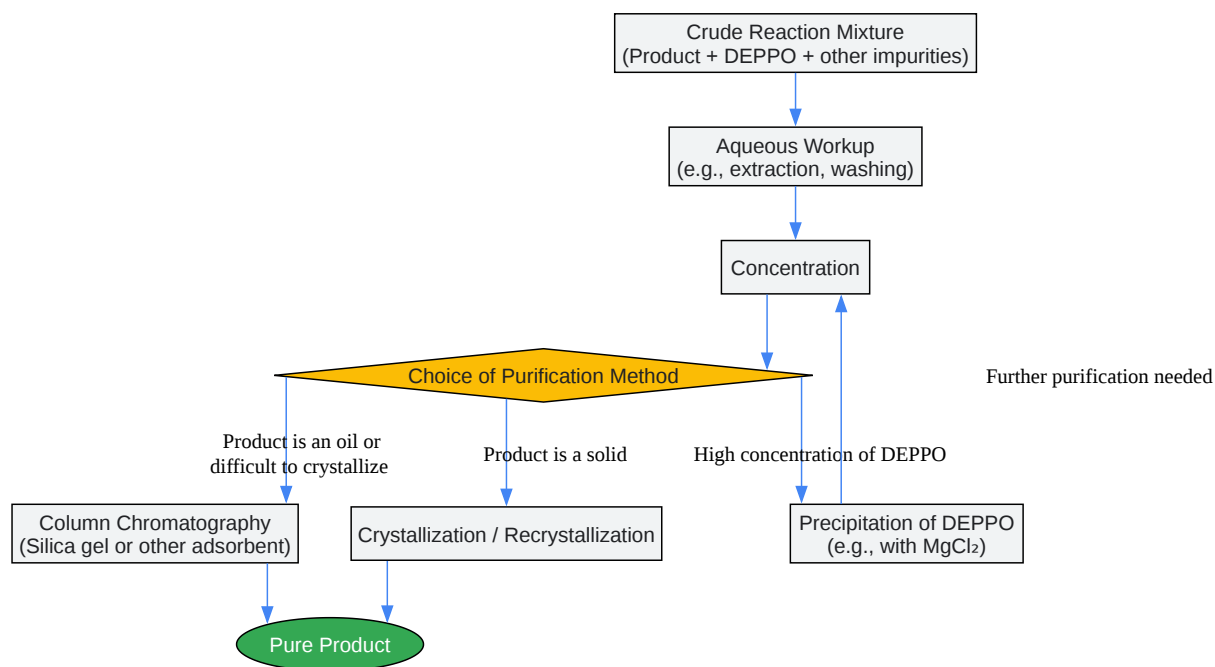 Crude Reaction Mixture
(Product + DEPPO + other impurities)
Aqueous Workup
(e.g., extraction, washing)
Concentration
Choice of Purification Method
Further purification needed
Product is an oil or
difficult to crystallize
Product is a solid
High concentration of DEPPO
Column Chromatography
(Silica gel or other adsorbent)
Crystallization / Recrystallization
Precipitation of DEPPO
(e.g., with MgCl₂)
Pure Product